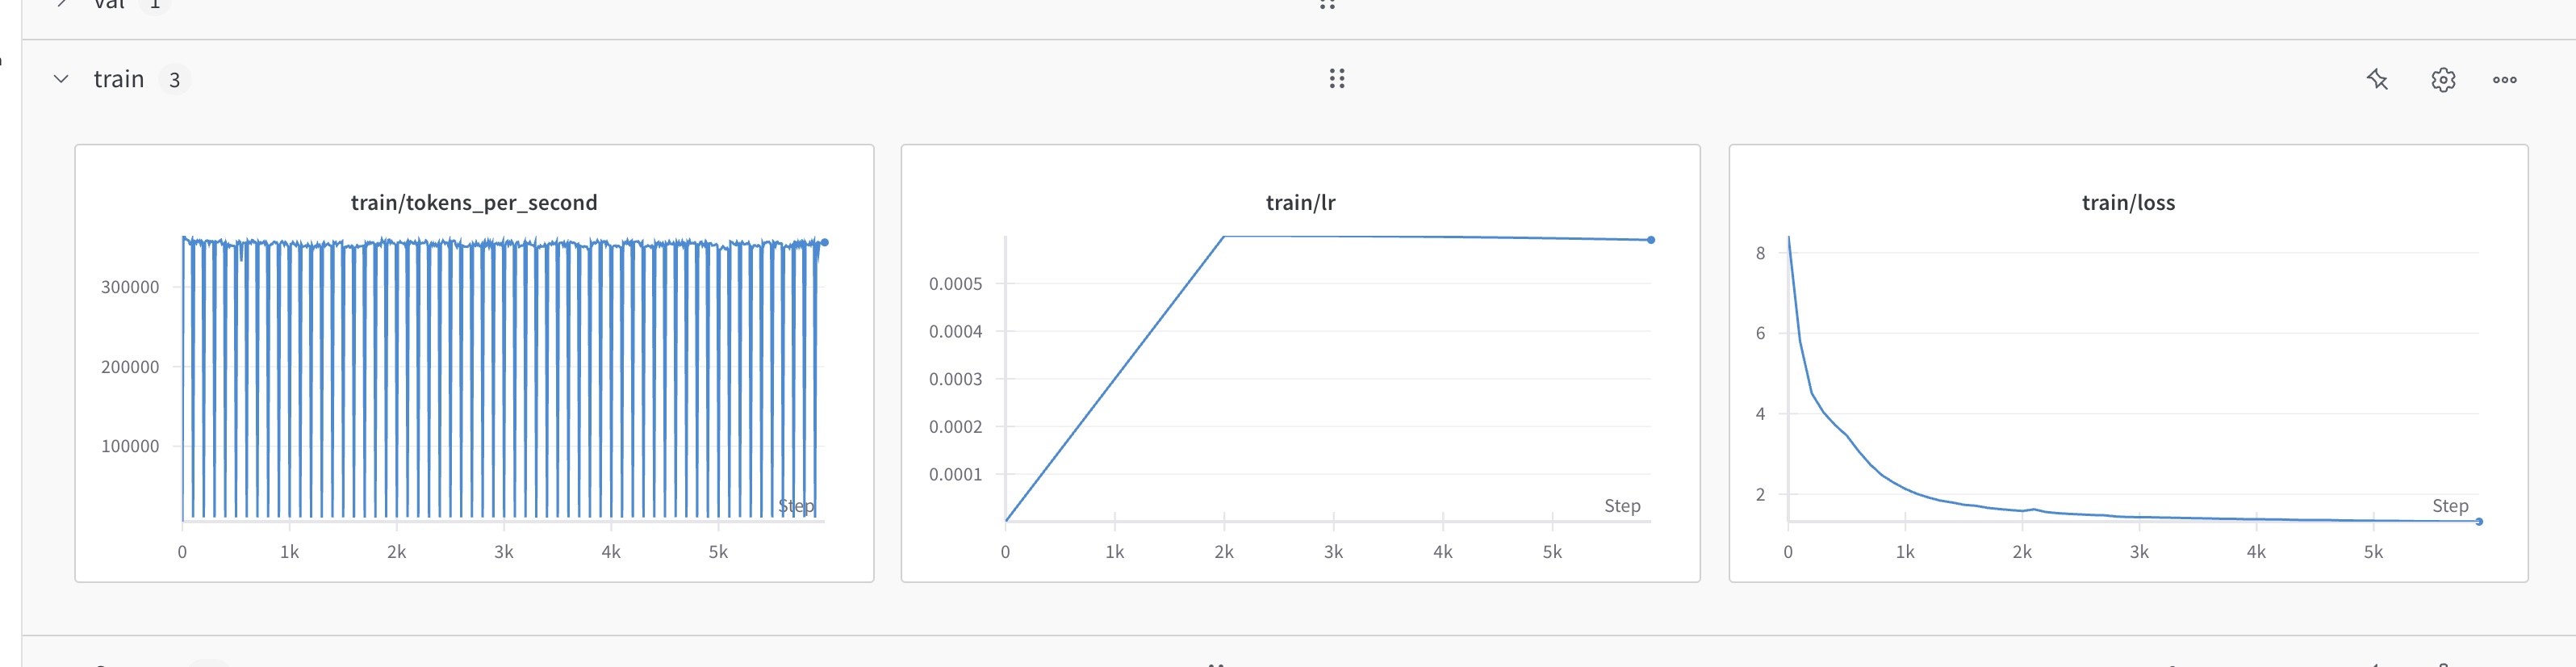 val 1
train 3
train/tokens_per_second
300000
200000
100000
Step
0 1k 2k 3k 4k 5k
train/lr
0.0005
0.0004
0.0003
0.0002
0.0001
Step
0 1k 2k 3k 4k 5k
train/loss
8
6
4
2
Step
0 1k 2k 3k 4k 5k